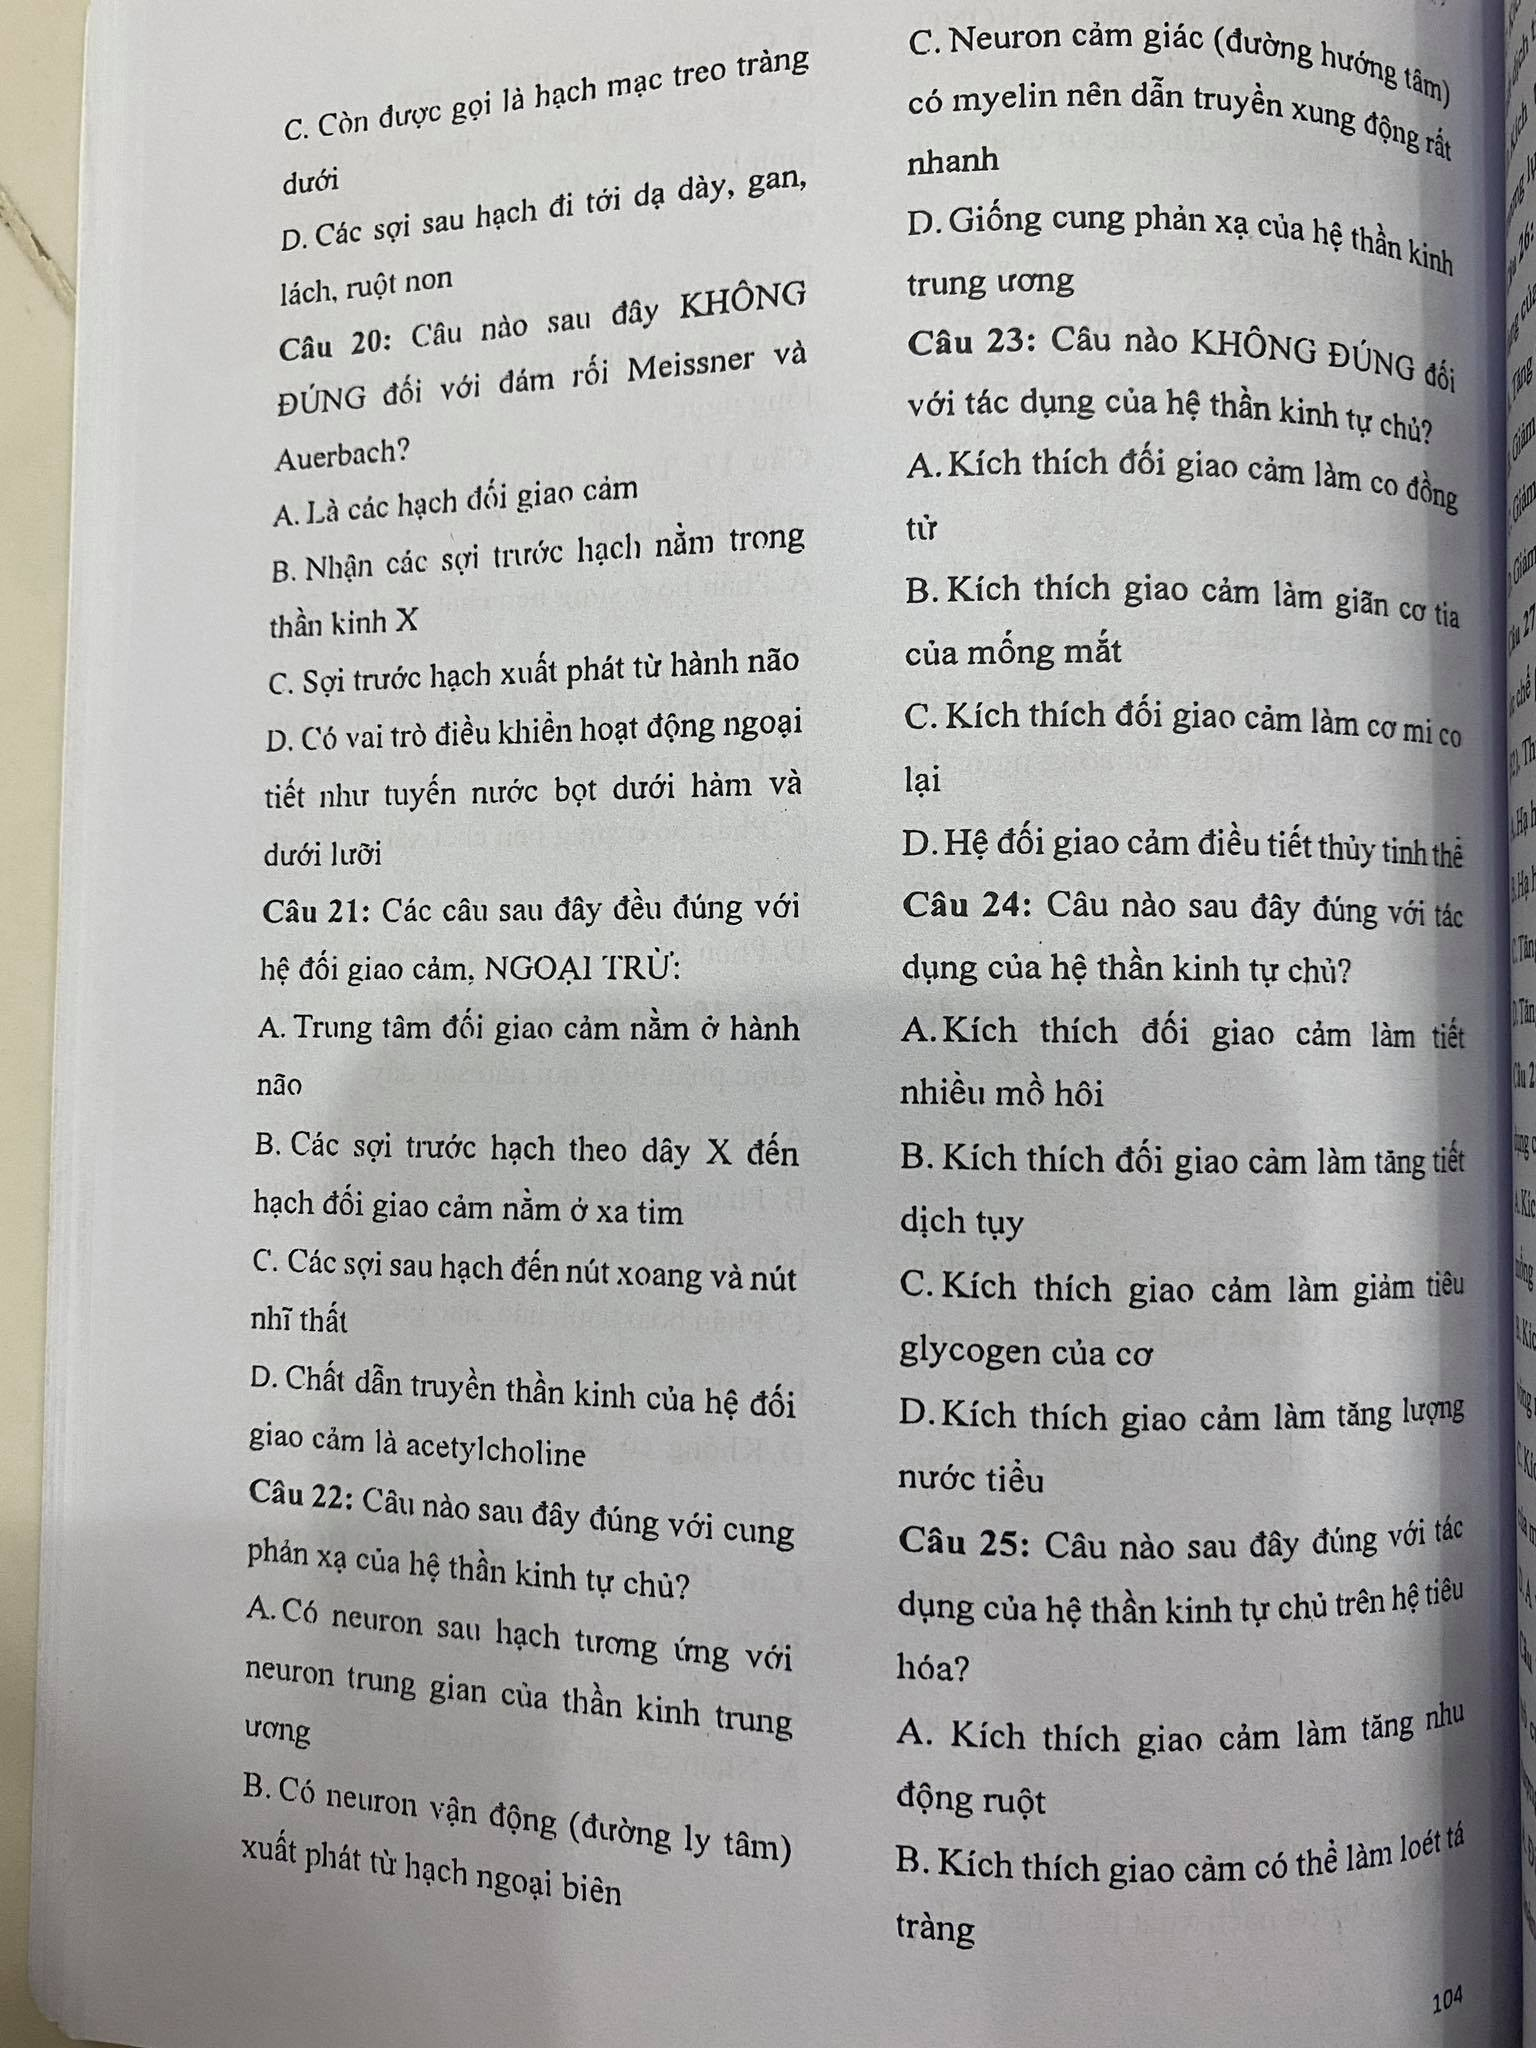 C. Còn được gọi là hạch mạc treo tràng
dưới
D. Các sợi sau hạch đi tới dạ dày, gan,
lách, ruột non
Câu 20: Câu nào sau đây KHÔNG
ĐÚNG đối với đám rối Meissner và
Auerbach?
A. Là các hạch đối giao cảm
B. Nhận các sợi trước hạch nằm trong
thần kinh X
C. Sợi trước hạch xuất phát từ hành não
D. Có vai trò điều khiển hoạt động ngoại
tiết như tuyến nước bọt dưới hàm và
dưới lưỡi
Câu 21: Các câu sau đây đều đúng với
hệ đối giao cảm, NGOẠI TRỪ:
A. Trung tâm đối giao cảm nằm ở hành
não
B. Các sợi trước hạch theo dây X đến
hạch đối giao cảm nằm ở xa tim
C. Các sợi sau hạch đến nút xoang và nút
nhĩ thất
D. Chất dẫn truyền thần kinh của hệ đối
giao cảm là acetylcholine
Câu 22: Câu nào sau đây đúng với cung
phản xạ của hệ thần kinh tự chủ?
A. Có neuron sau hạch tương ứng với
neuron trung gian của thần kinh trung
ương
B. Có neuron vận động (đường ly tâm)
xuất phát từ hạch ngoại biên
C. Neuron cảm giác (đường hướng tâm)
có myelin nên dẫn truyền xung động rất
nhanh
D. Giống cung phản xạ của hệ thần kinh
trung ương
Câu 23: Câu nào KHÔNG ĐÚNG đối
với tác dụng của hệ thần kinh tự chủ?
A. Kích thích đối giao cảm làm co đồng
tử
B. Kích thích giao cảm làm giãn cơ tia
của mống mắt
C. Kích thích đối giao cảm làm cơ mi co
lại
D. Hệ đối giao cảm điều tiết thủy tinh thể
Câu 24: Câu nào sau đây đúng với tác
dụng của hệ thần kinh tự chủ?
A. Kích thích đối giao cảm làm tiết
nhiều mồ hôi
B. Kích thích đối giao cảm làm tăng tiết
dịch tụy
C. Kích thích giao cảm làm giảm tiêu
glycogen của cơ
D. Kích thích giao cảm làm tăng lượng
nước tiểu
Câu 25: Câu nào sau đây đúng với tác
dụng của hệ thần kinh tự chủ trên hệ tiêu
hóa?
A. Kích thích giao cảm làm tăng nhu
động ruột
B. Kích thích giao cảm có thể làm loét tá
tràng
104